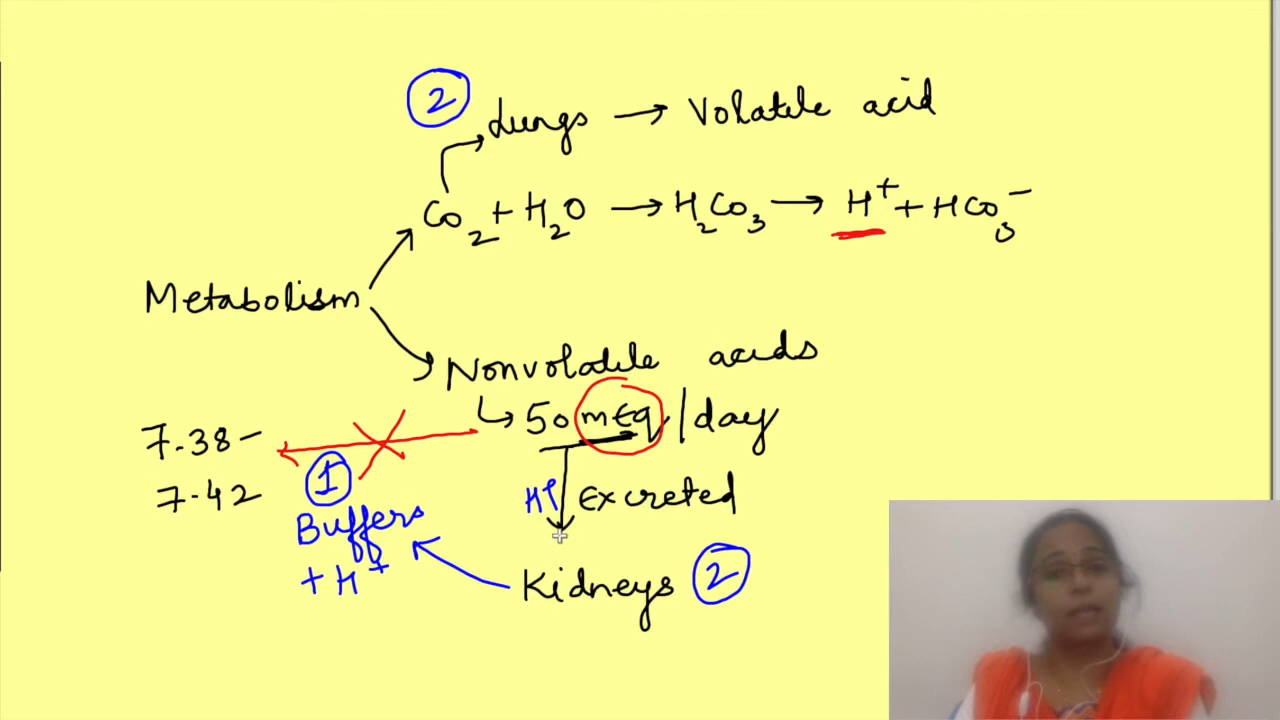 2
Lungs → Volatile acid
Co2 + H2O → H2Co3 → H+ + HCo3−
Metabolism
Nonvolatile acids
50 mEq/day
7.38−
7.42
1
H+ Excreted
Buffers
+ H+
Kidneys 2